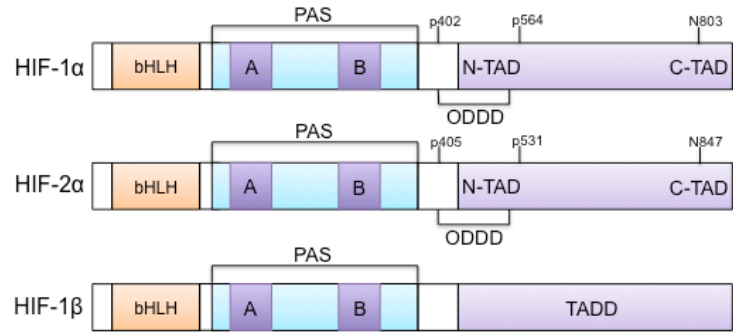 PAS
p402 p564 N803
HIF-1α bHLH A B N-TAD C-TAD
ODDD
PAS
p405 p531 N847
HIF-2α bHLH A B N-TAD C-TAD
ODDD
PAS
HIF-1β bHLH A B TADD